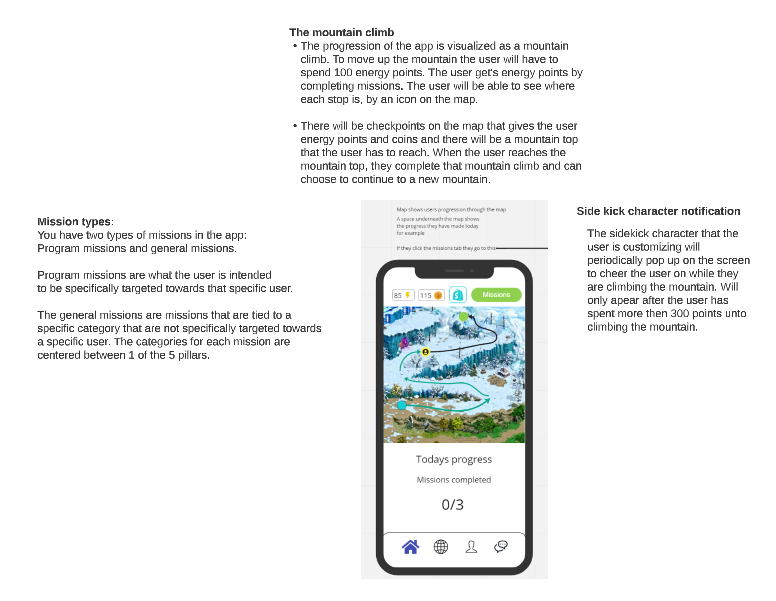 The mountain climb
• The progression of the app is visualized as a mountain
climb. To move up the mountain the user will have to
spend 100 energy points. The user get's energy points by
completing missions. The user will be able to see where
each stop is, by an icon on the map.
• There will be checkpoints on the map that gives the user
energy points and coins and there will be a mountain top
that the user has to reach. When the user reaches the
mountain top, they complete that mountain climb and can
choose to continue to a new mountain.
Mission types:
You have two types of missions in the app:
Program missions and general missions.
Program missions are what the user is intended
to be specifically targeted towards that specific user.
The general missions are missions that are tied to a
specific category that are not specifically targeted towards
a specific user. The categories for each mission are
centered between 1 of the 5 pillars.
Map shows users progression through the map
A space underneath the map shows
the progress they have made today
for example
If they click the missions tab they go to this
85
115
Missions
Todays progress
Missions completed
0/3
Side kick character notification
The sidekick character that the
user is customizing will
periodically pop up on the screen
to cheer the user on while they
are climbing the mountain. Will
only apear after the user has
spent more then 300 points unto
climbing the mountain.